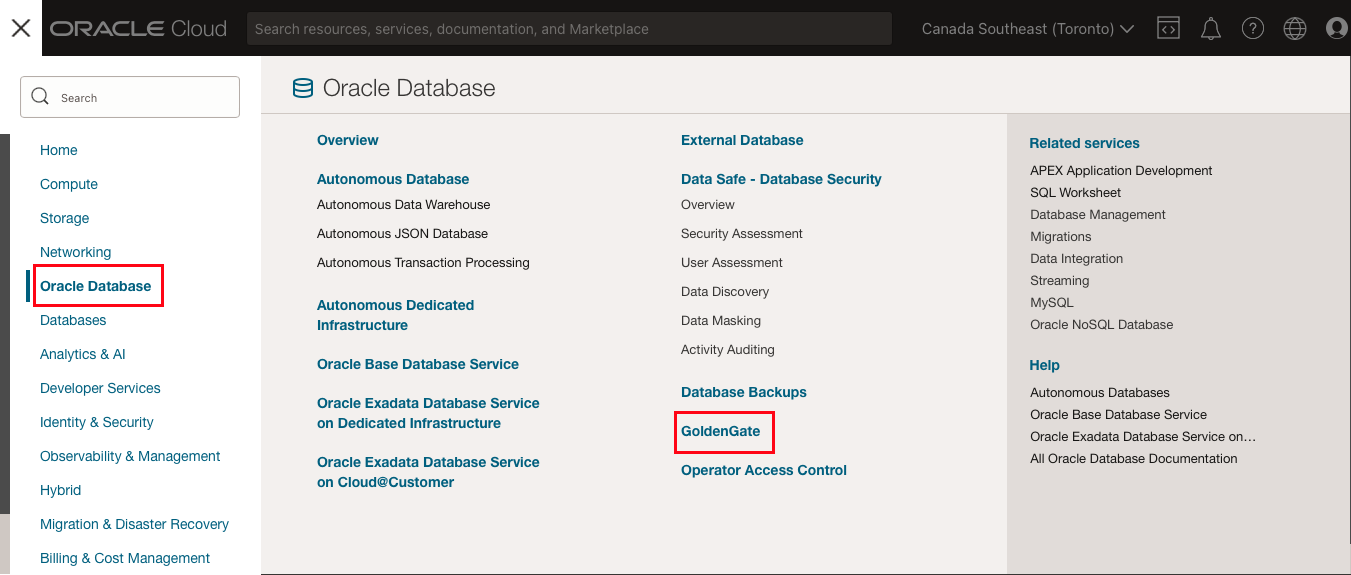 ORACLE Cloud
Search resources, services, documentation, and Marketplace
Canada Southeast (Toronto)
Search
Home
Compute
Storage
Networking
Oracle Database
Databases
Analytics & AI
Developer Services
Identity & Security
Observability & Management
Hybrid
Migration & Disaster Recovery
Billing & Cost Management
Oracle Database
Overview
Autonomous Database
Autonomous Data Warehouse
Autonomous JSON Database
Autonomous Transaction Processing
Autonomous Dedicated
Infrastructure
Oracle Base Database Service
Oracle Exadata Database Service
on Dedicated Infrastructure
Oracle Exadata Database Service
on Cloud@Customer
External Database
Data Safe - Database Security
Overview
Security Assessment
User Assessment
Data Discovery
Data Masking
Activity Auditing
Database Backups
GoldenGate
Operator Access Control
Related services
APEX Application Development
SQL Worksheet
Database Management
Migrations
Data Integration
Streaming
MySQL
Oracle NoSQL Database
Help
Autonomous Databases
Oracle Base Database Service
Oracle Exadata Database Service on…
All Oracle Database Documentation